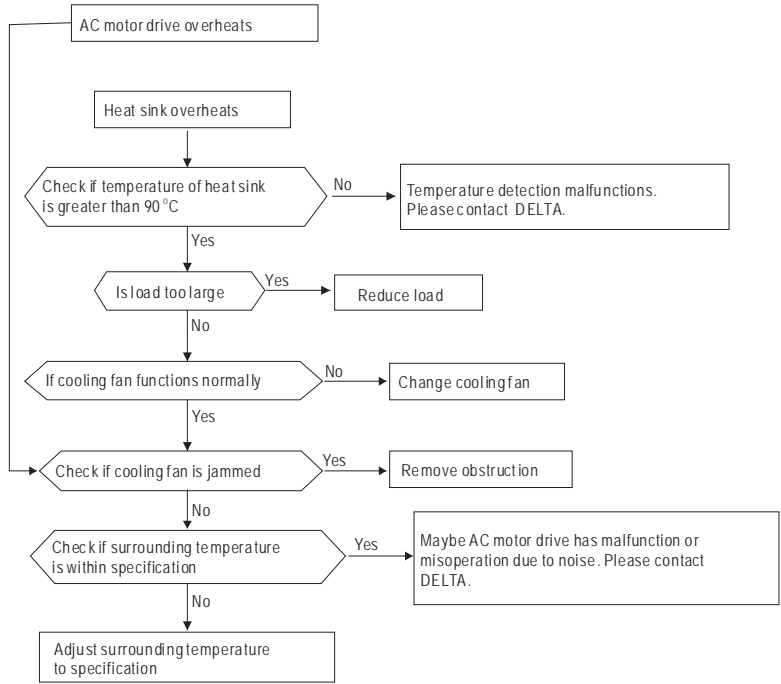 AC motor drive overheats
Heat sink overheats
Check if temperature of heat sink
is greater than 90 °C
No
Temperature detection malfunctions.
Please contact DELTA.
Yes
Is load too large
Yes
Reduce load
No
If cooling fan functions normally
No
Change cooling fan
Yes
Check if cooling fan is jammed
Yes
Remove obstruction
No
Check if surrounding temperature
is within specification
Yes
Maybe AC motor drive has malfunction or
misoperation due to noise. Please contact
DELTA.
No
Adjust surrounding temperature
to specification